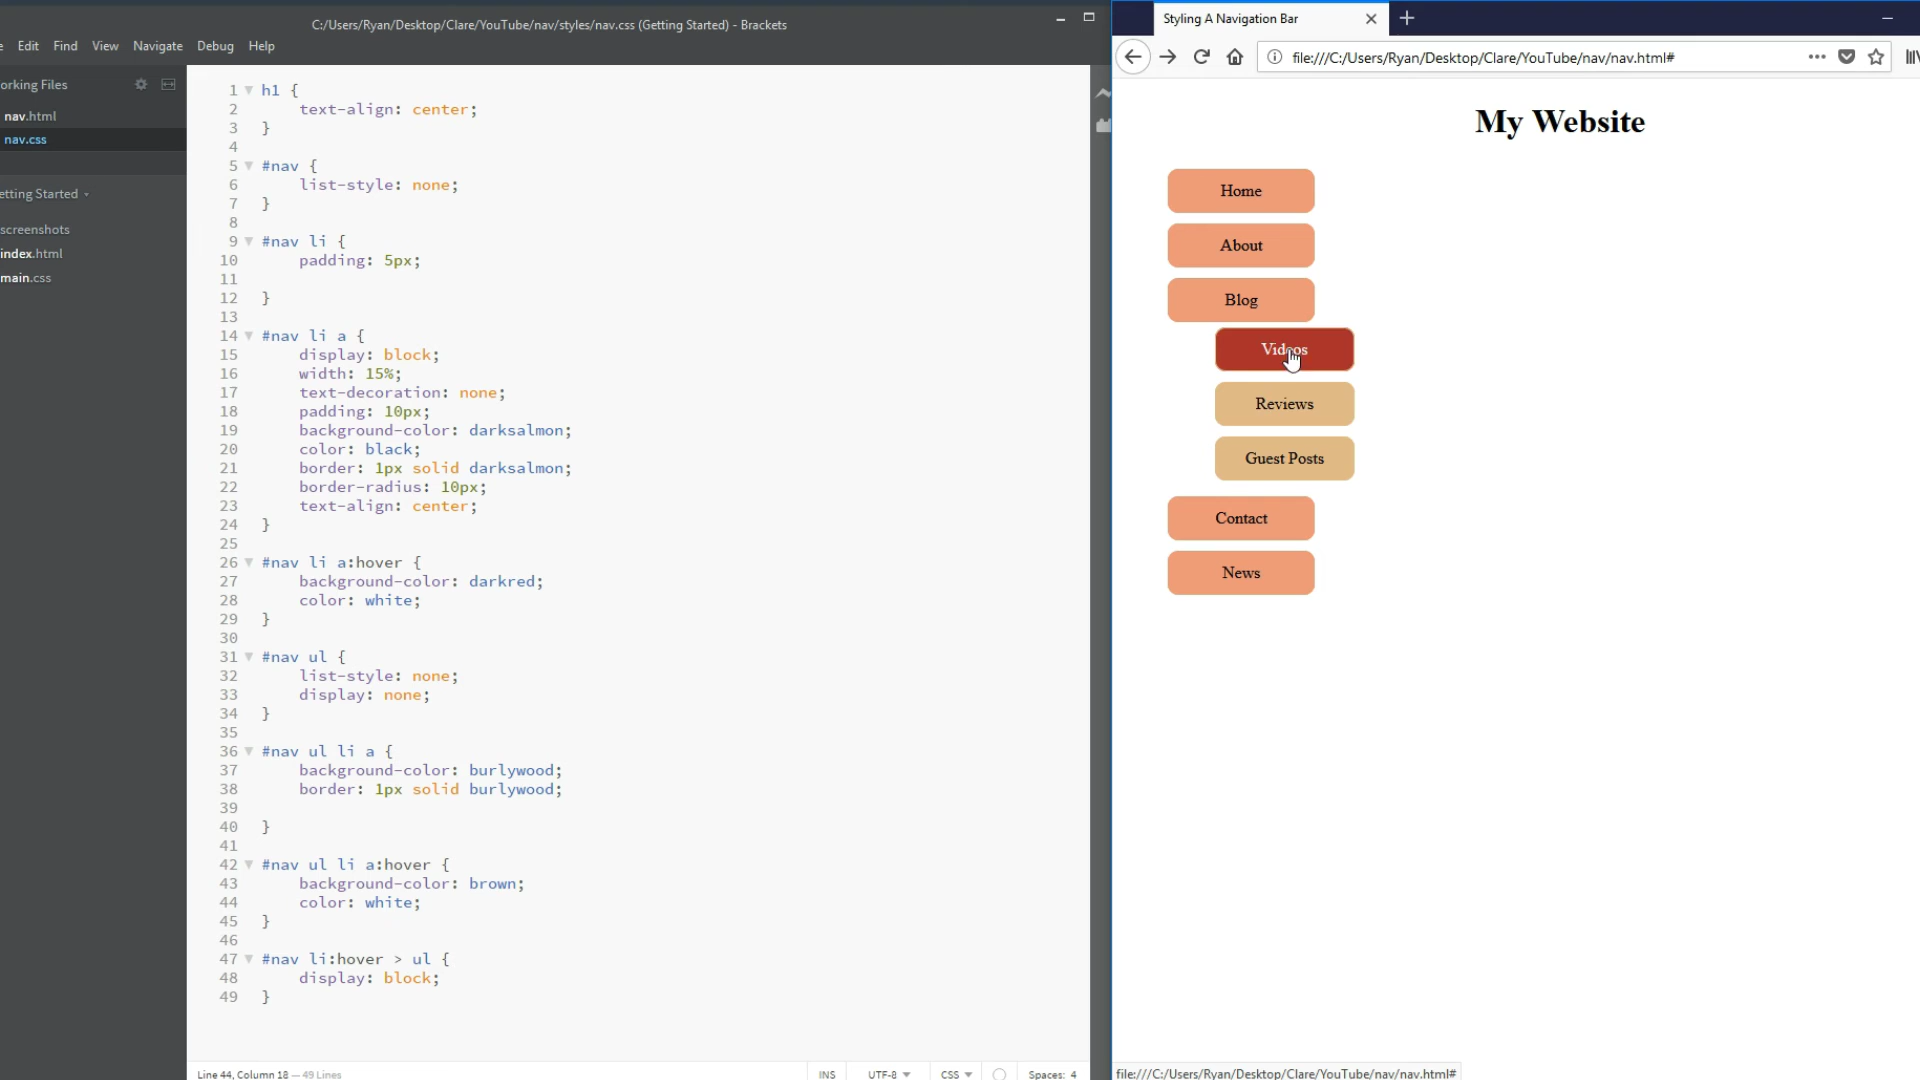 C:/Users/Ryan/Desktop/Clare/YouTube/nav/styles/nav.css (Getting Started) - Brackets
Edit Find View Navigate Debug Help
orking Files
nav.html
nav.css
etting Started
screenshots
index.html
main.css
1 h1 {
2 text-align: center;
3 }
4
5 #nav {
6 list-style: none;
7 }
8
9 #nav li {
10 padding: 5px;
11
12 }
13
14 #nav li a {
15 display: block;
16 width: 15%;
17 text-decoration: none;
18 padding: 10px;
19 background-color: darksalmon;
20 color: black;
21 border: 1px solid darksalmon;
22 border-radius: 10px;
23 text-align: center;
24 }
25
26 #nav li a:hover {
27 background-color: darkred;
28 color: white;
29 }
30
31 #nav ul {
32 list-style: none;
33 display: none;
34 }
35
36 #nav ul li a {
37 background-color: burlywood;
38 border: 1px solid burlywood;
39
40 }
41
42 #nav ul li a:hover {
43 background-color: brown;
44 color: white;
45 }
46
47 #nav li:hover > ul {
48 display: block;
49 }
Line 44, Column 18 — 49 Lines
INS UTF-8 CSS Spaces: 4
Styling A Navigation Bar
file:///C:/Users/Ryan/Desktop/Clare/YouTube/nav/nav.html#
My Website
Home
About
Blog
Videos
Reviews
Guest Posts
Contact
News
file:///C:/Users/Ryan/Desktop/Clare/YouTube/nav/nav.html#